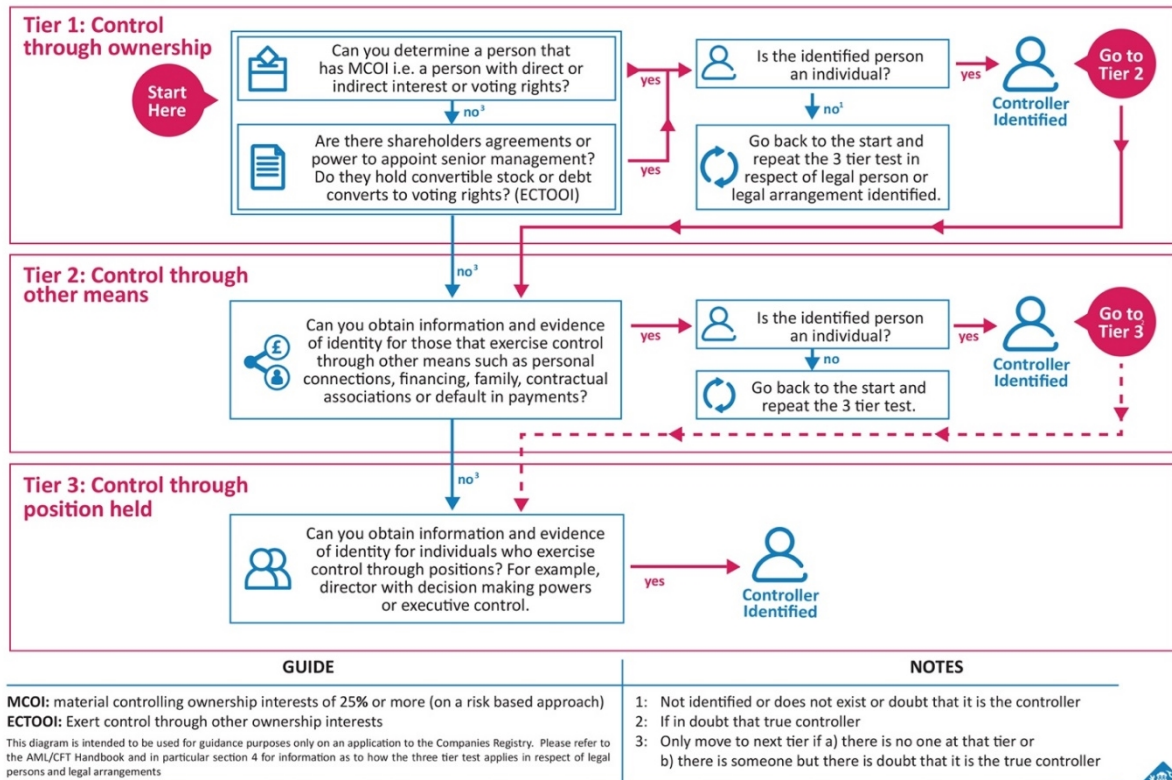 Tier 1: Control
through ownership
Start
Here
Can you determine a person that
has MCOI i.e. a person with direct or
indirect interest or voting rights?
no³
Are there shareholders agreements or
power to appoint senior management?
Do they hold convertible stock or debt
converts to voting rights? (ECTOOI)
yes
yes
Is the identified person
an individual?
no¹
Go back to the start and
repeat the 3 tier test in
respect of legal person or
legal arrangement identified.
yes
Controller
Identified
Go to
Tier 2
no³
Tier 2: Control through
other means
£
Can you obtain information and evidence
of identity for those that exercise control
through other means such as personal
connections, financing, family, contractual
associations or default in payments?
yes
Is the identified person
an individual?
no
Go back to the start and
repeat the 3 tier test.
yes
Controller
Identified
Go to
Tier 3
no³
Tier 3: Control through
position held
Can you obtain information and evidence
of identity for individuals who exercise
control through positions? For example,
director with decision making powers
or executive control.
yes
Controller
Identified
GUIDE
MCOI: material controlling ownership interests of 25% or more (on a risk based approach)
ECTOOI: Exert control through other ownership interests
This diagram is intended to be used for guidance purposes only on an application to the Companies Registry. Please refer to
the AML/CFT Handbook and in particular section 4 for information as to how the three tier test applies in respect of legal
persons and legal arrangements
NOTES
1: Not identified or does not exist or doubt that it is the controller
2: If in doubt that true controller
3: Only move to next tier if a) there is no one at that tier or
b) there is someone but there is doubt that it is the true controller